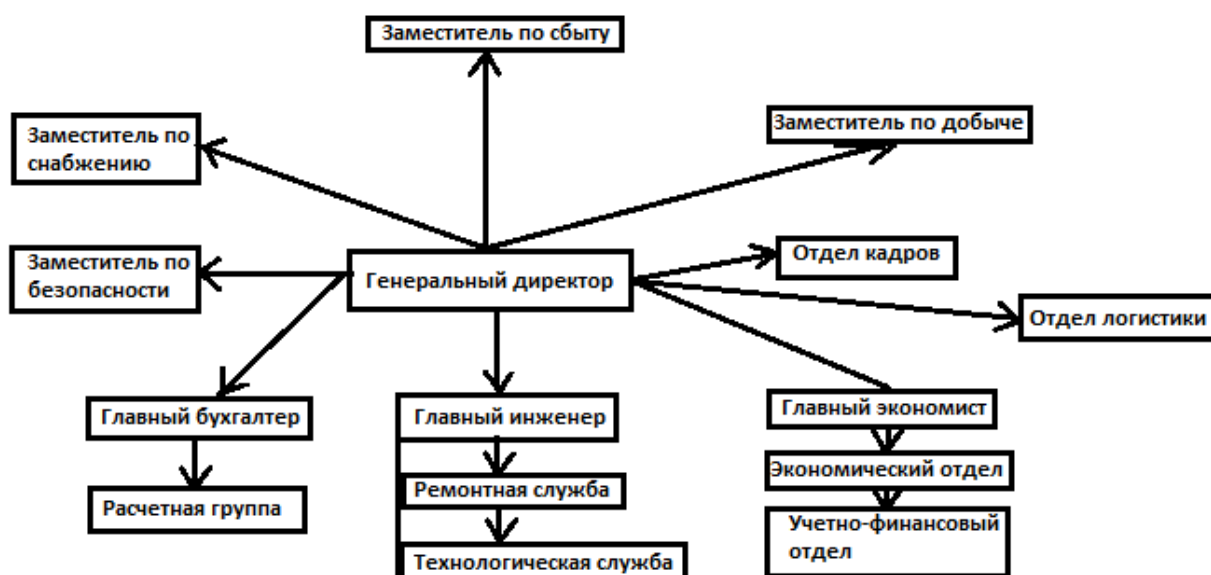 Заместитель по сбыту
Заместитель по добыче
Заместитель по
снабжению
Отдел кадров
Заместитель по
безопасности
Генеральный директор
Отдел логистики
Главный бухгалтер
Главный инженер
Главный экономист
Экономический отдел
Ремонтная служба
Расчетная группа
Учетно-финансовый
отдел
Технологическая служба